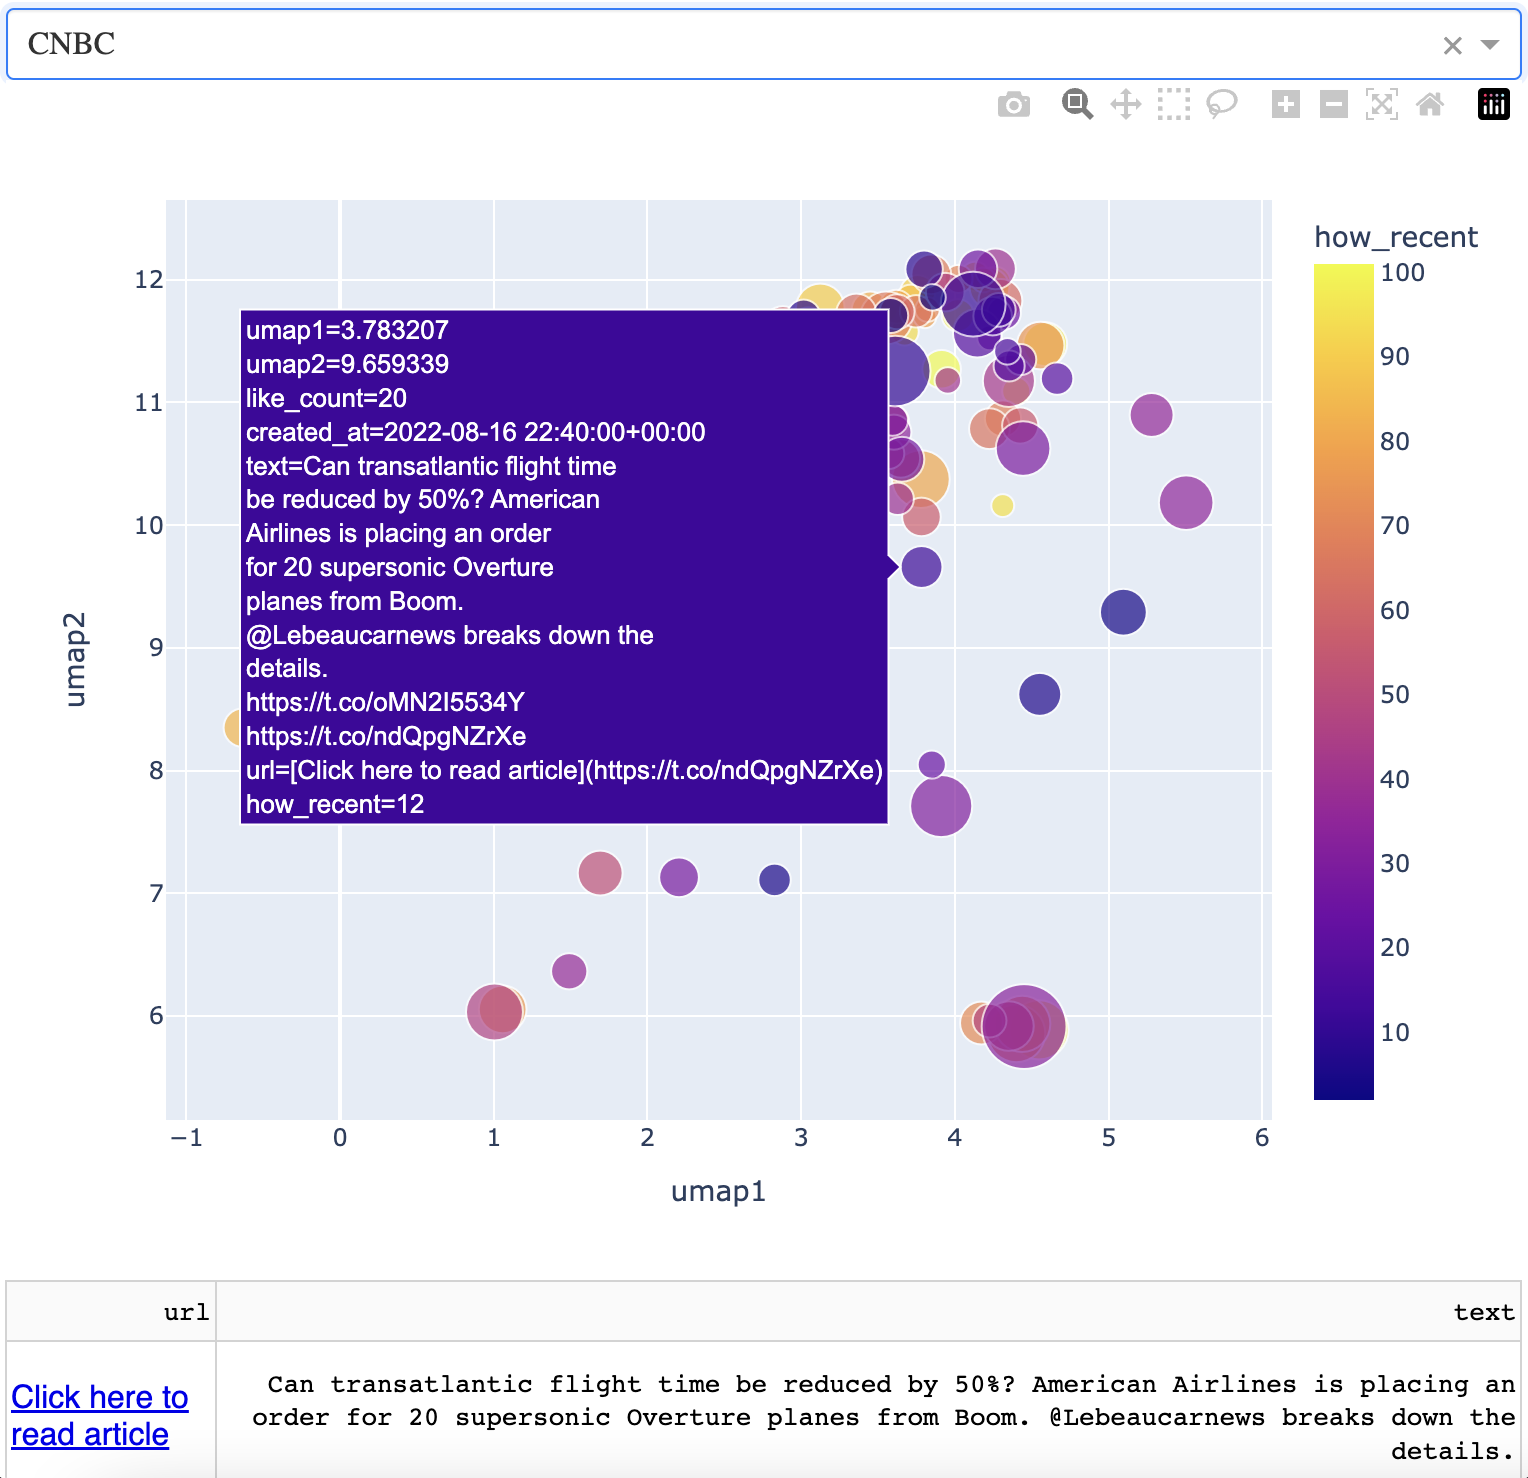 CNBC
how_recent
100
90
80
70
60
50
40
30
20
10
12
11
10
9
8
7
6
umap2
umap1=3.783207
umap2=9.659339
like_count=20
created_at=2022-08-16 22:40:00+00:00
text=Can transatlantic flight time
be reduced by 50%? American
Airlines is placing an order
for 20 supersonic Overture
planes from Boom.
@Lebeaucarnews breaks down the
details.
https://t.co/oMN2I5534Y
https://t.co/ndQpgNZrXe
url=[Click here to read article](https://t.co/ndQpgNZrXe)
how_recent=12
−1 0 1 2 3 4 5 6
umap1
url text
Click here to
read article
Can transatlantic flight time be reduced by 50%? American Airlines is placing an
order for 20 supersonic Overture planes from Boom. @Lebeaucarnews breaks down the
details.